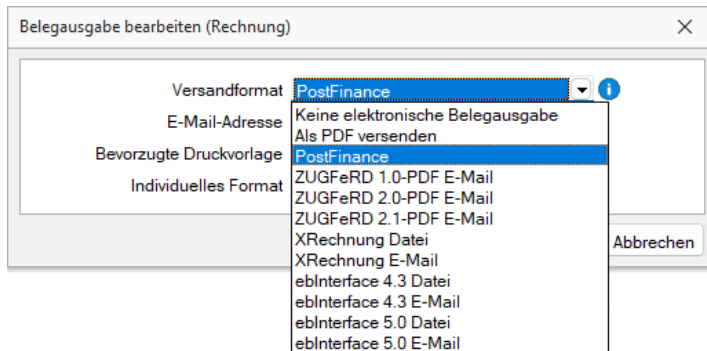 Belegausgabe bearbeiten (Rechnung)
Versandformat PostFinance
E-Mail-Adresse
Bevorzugte Druckvorlage
Individuelles Format
Keine elektronische Belegausgabe
Als PDF versenden
PostFinance
ZUGFeRD 1.0-PDF E-Mail
ZUGFeRD 2.0-PDF E-Mail
ZUGFeRD 2.1-PDF E-Mail
XRechnung Datei
XRechnung E-Mail
ebInterface 4.3 Datei
ebInterface 4.3 E-Mail
ebInterface 5.0 Datei
ebInterface 5.0 E-Mail
Abbrechen